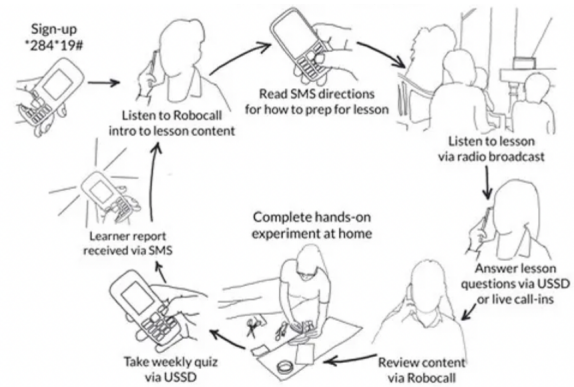 Sign-up
*284*19#
Listen to Robocall
intro to lesson content
Read SMS directions
for how to prep for lesson
Listen to lesson
via radio broadcast
Answer lesson
questions via USSD
or live call-ins
Review content
via Robocall
Complete hands-on
experiment at home
Take weekly quiz
via USSD
Learner report
received via SMS